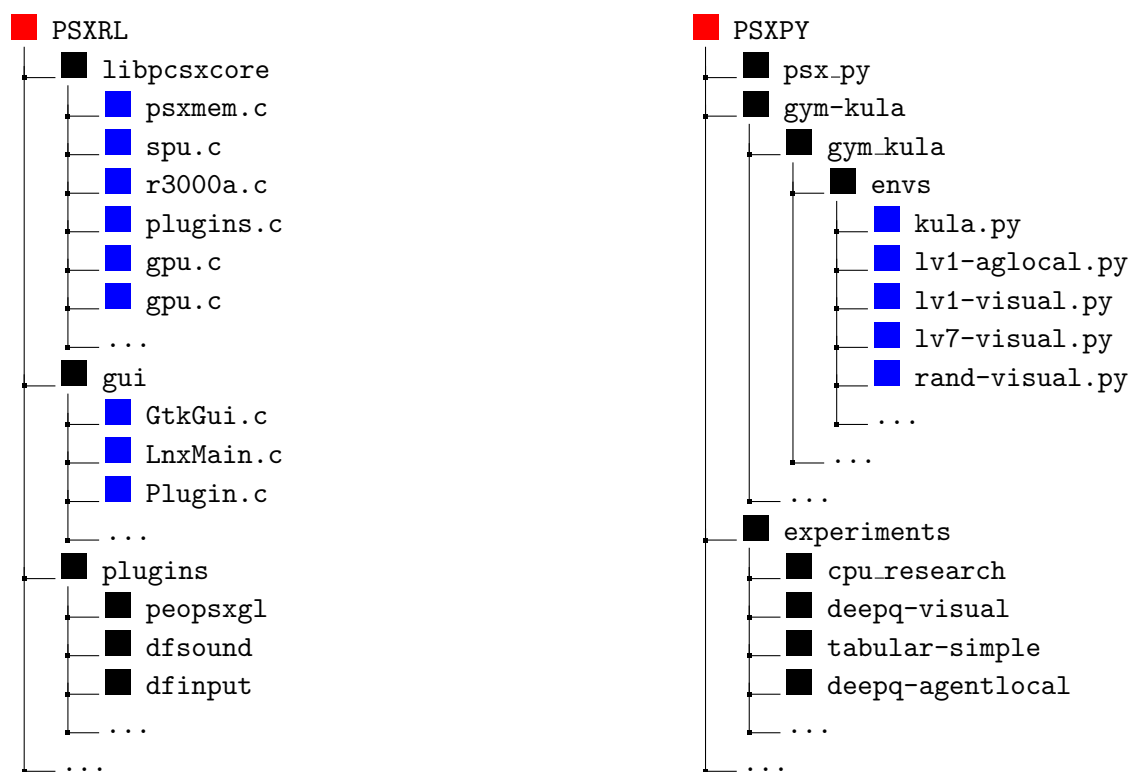 PSXRL
libpcsxcore
psxmem.c
spu.c
r3000a.c
plugins.c
gpu.c
gpu.c
...
gui
GtkGui.c
LnxMain.c
Plugin.c
...
plugins
peopsxgl
dfsound
dfinput
...
...
PSXPY
psx_py
gym-kula
gym_kula
envs
kula.py
lv1-aglocal.py
lv1-visual.py
lv7-visual.py
rand-visual.py
...
...
...
experiments
cpu_research
deepq-visual
tabular-simple
deepq-agentlocal
...
...